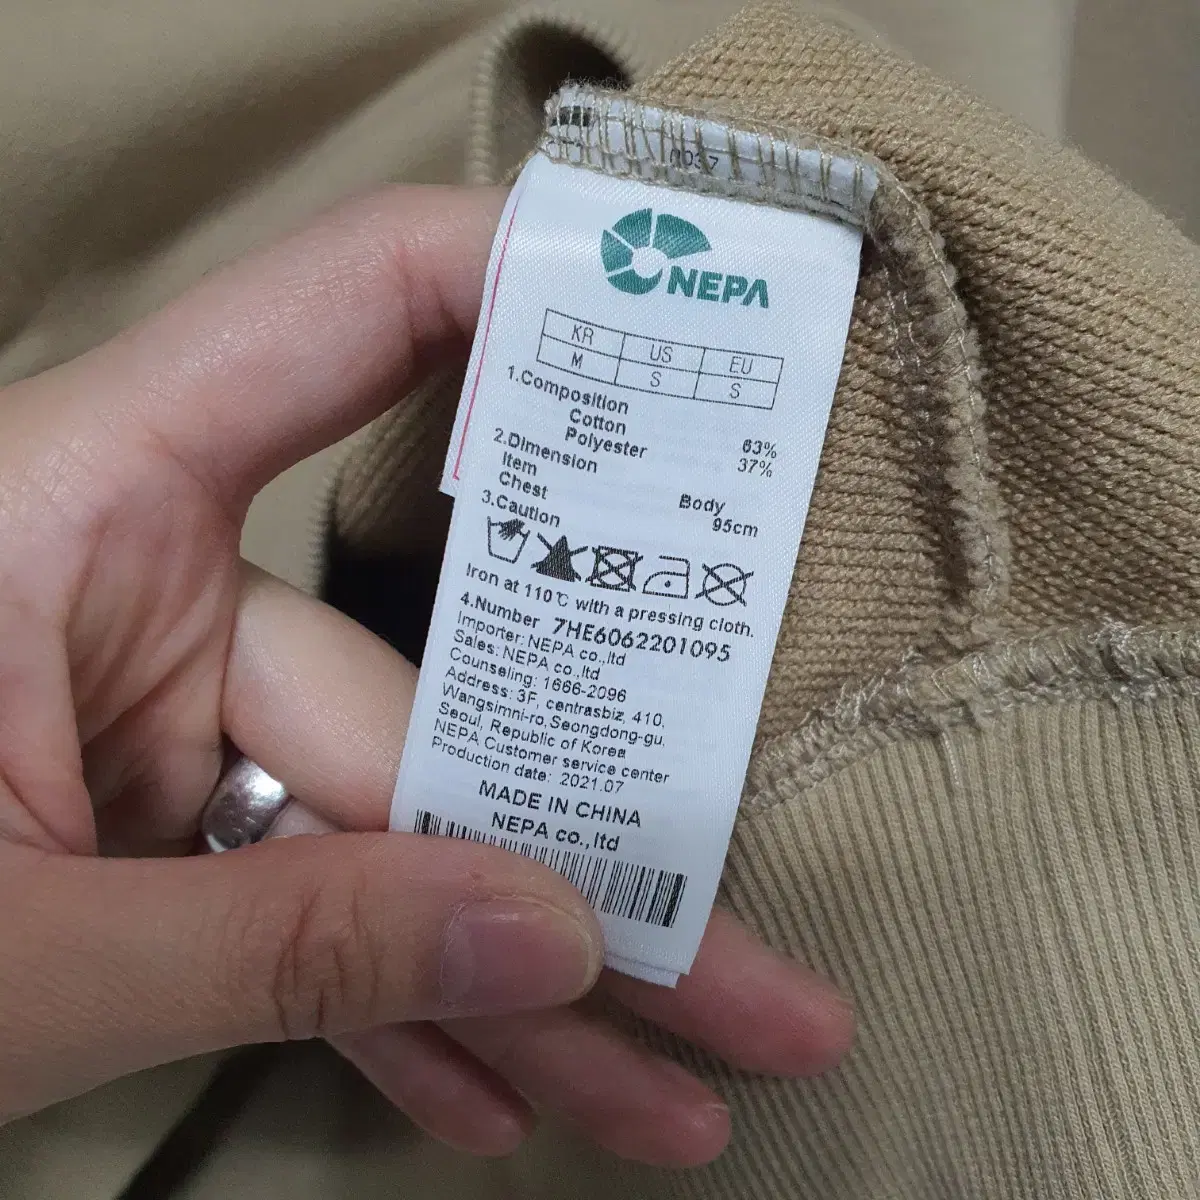 NEPA
KR US EU
M S S
1.Composition
Cotton 63%
Polyester 37%
2.Dimension
Item Body
Chest 95cm
3.Caution
Iron at 110℃ with a pressing cloth.
4.Number 7HE6062201095
Importer: NEPA co.,ltd
Sales: NEPA co.,ltd
Counseling: 1666-2096
Address: 3F, centrasbiz, 410,
Wangsimni-ro,Seongdong-gu,
Seoul, Republic of Korea
NEPA Customer service center
Production date: 2021.07
MADE IN CHINA
NEPA co.,ltd